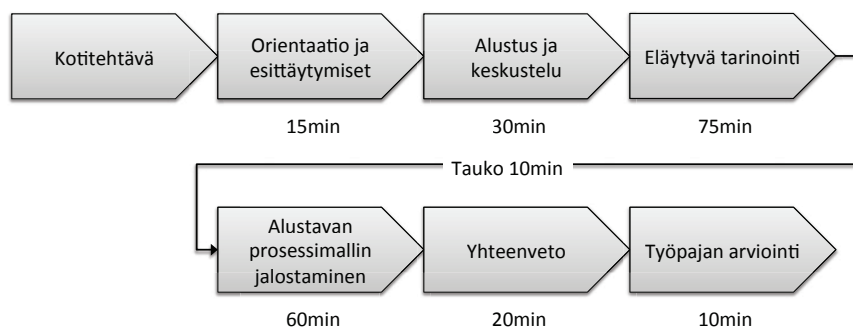 Kotitehtävä
Orientaatio ja
esittäytymiset
Alustus ja
keskustelu
Eläytyvä tarinointi
15min
30min
75min
Tauko 10min
Alustavan
prosessimallin
jalostaminen
Yhteenveto
Työpajan arviointi
60min
20min
10min